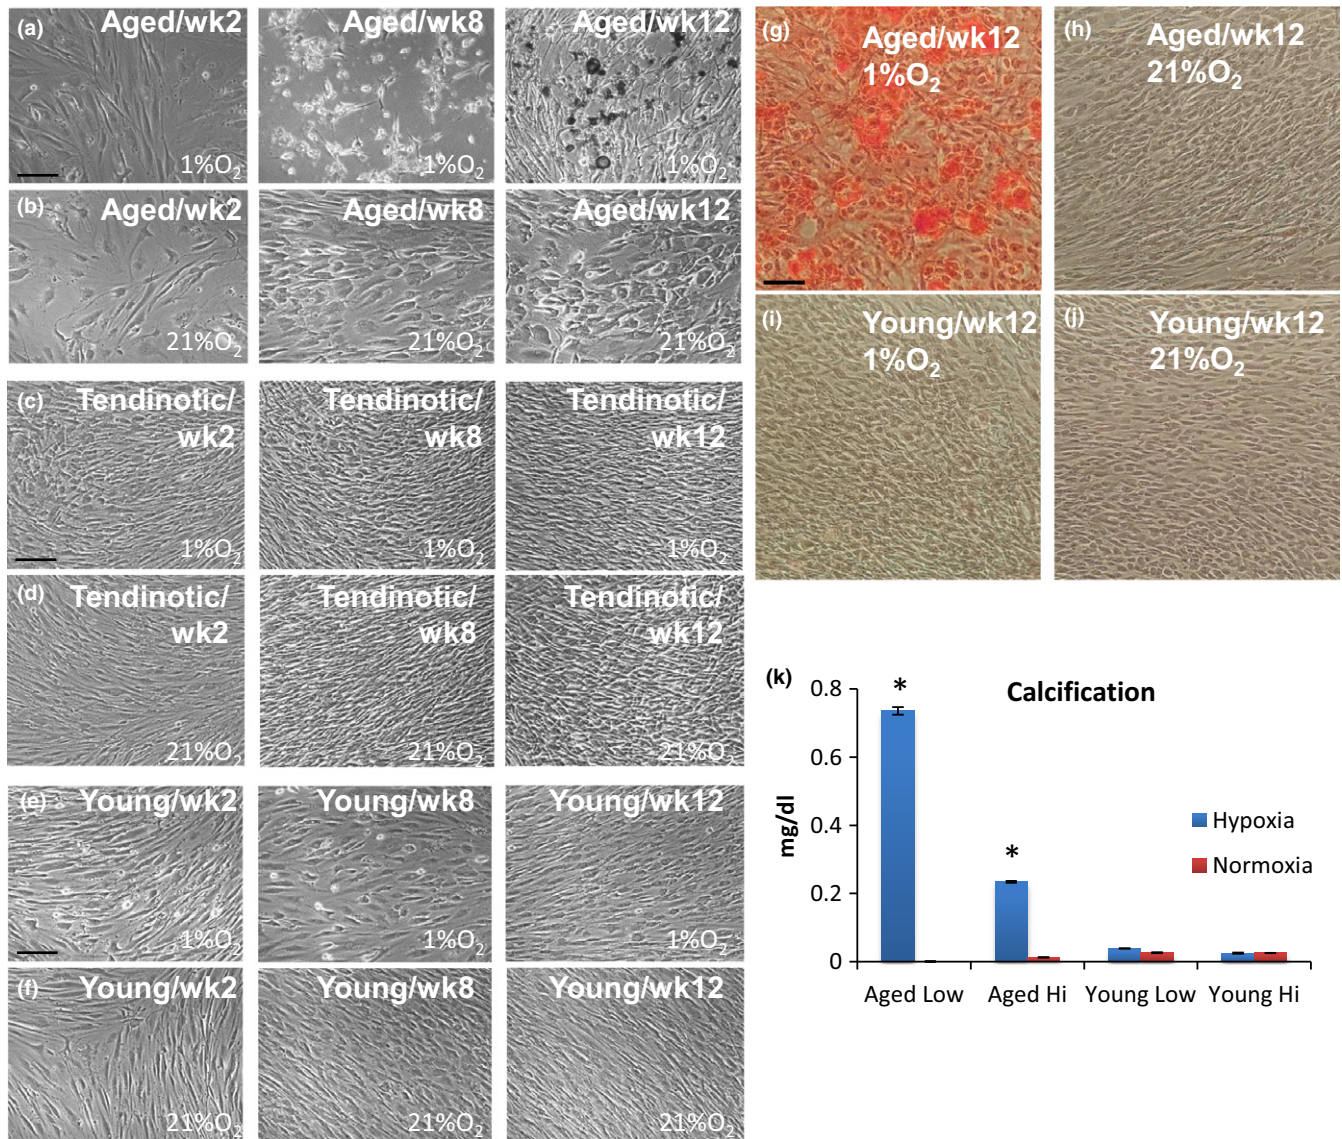 (a) Aged/wk2
1%O₂
Aged/wk8
1%O₂
Aged/wk12
1%O₂
(b) Aged/wk2
21%O₂
Aged/wk8
21%O₂
Aged/wk12
21%O₂
(c) Tendinotic/
wk2
1%O₂
Tendinotic/
wk8
1%O₂
Tendinotic/
wk12
1%O₂
(d) Tendinotic/
wk2
21%O₂
Tendinotic/
wk8
21%O₂
Tendinotic/
wk12
21%O₂
(e) Young/wk2
1%O₂
Young/wk8
1%O₂
Young/wk12
1%O₂
(f) Young/wk2
21%O₂
Young/wk8
21%O₂
Young/wk12
21%O₂
(g) Aged/wk12
1%O₂
(h) Aged/wk12
21%O₂
(i) Young/wk12
1%O₂
(j) Young/wk12
21%O₂
(k)
Calcification
mg/dl
0.8
0.6
0.4
0.2
0
*
*
Hypoxia
Normoxia
Aged Low
Aged Hi
Young Low
Young Hi